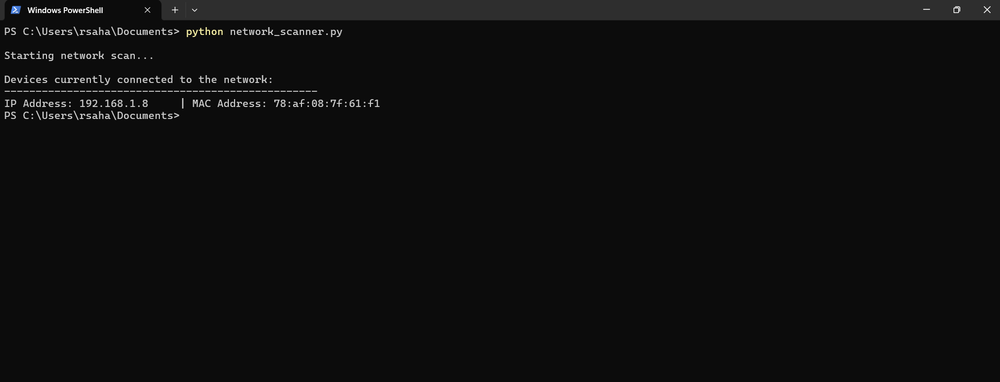 Windows PowerShell
PS C:\Users\rsaha\Documents> python network_scanner.py
Starting network scan...
Devices currently connected to the network:
--------------------------------------------------
IP Address: 192.168.1.8     | MAC Address: 78:af:08:7f:61:f1
PS C:\Users\rsaha\Documents>